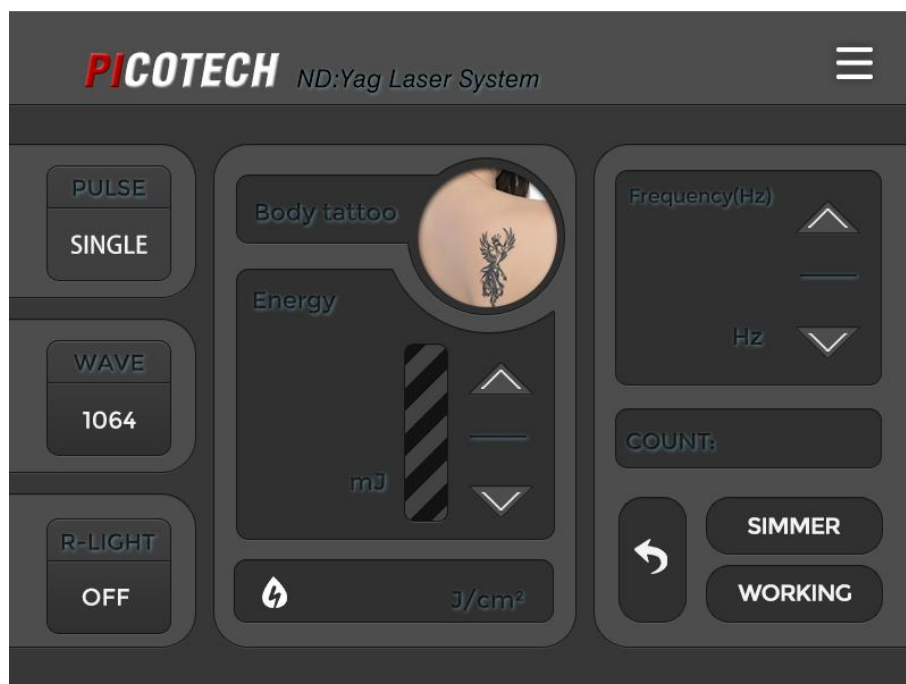 PICOTECH ND:Yag Laser System
PULSE
SINGLE
WAVE
1064
R-LIGHT
OFF
Body tattoo
Energy
mJ
J/cm²
Frequency(Hz)
Hz
COUNT:
SIMMER
WORKING